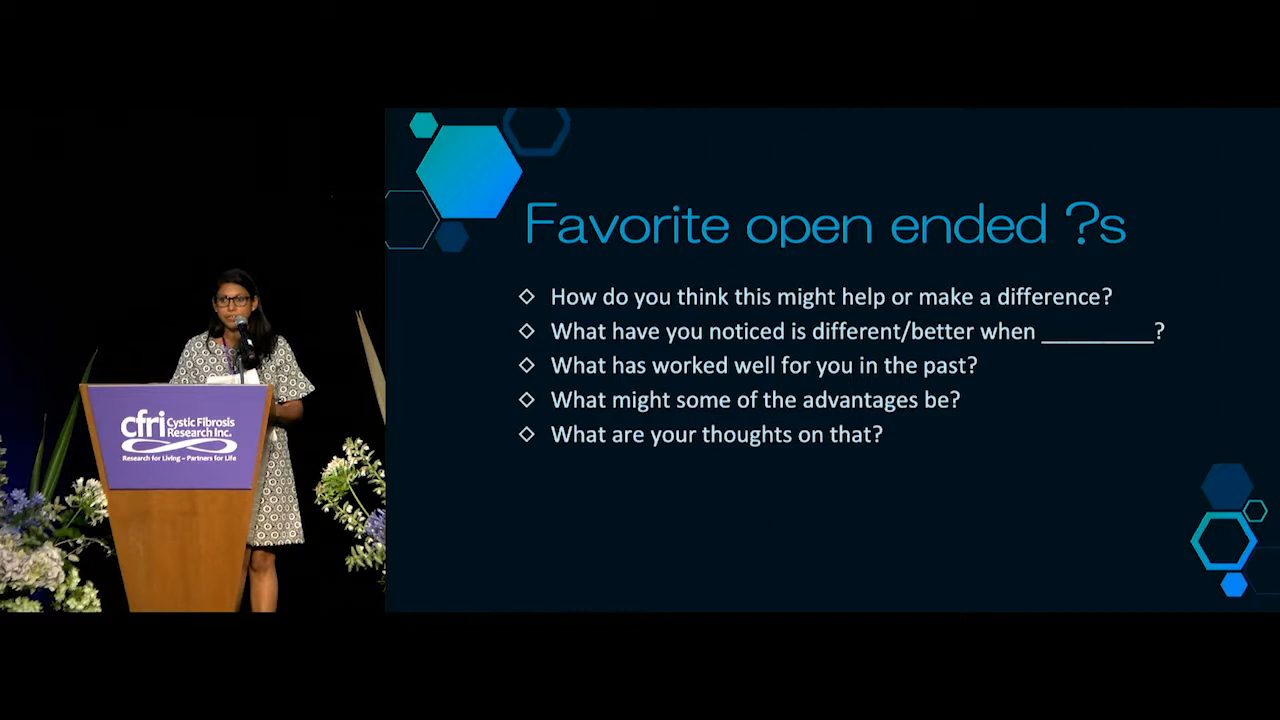 Favorite open ended ?s
How do you think this might help or make a difference?
What have you noticed is different/better when __________?
What has worked well for you in the past?
What might some of the advantages be?
What are your thoughts on that?
cfri Cystic Fibrosis
Research Inc.
Research for Living – Partners for Life